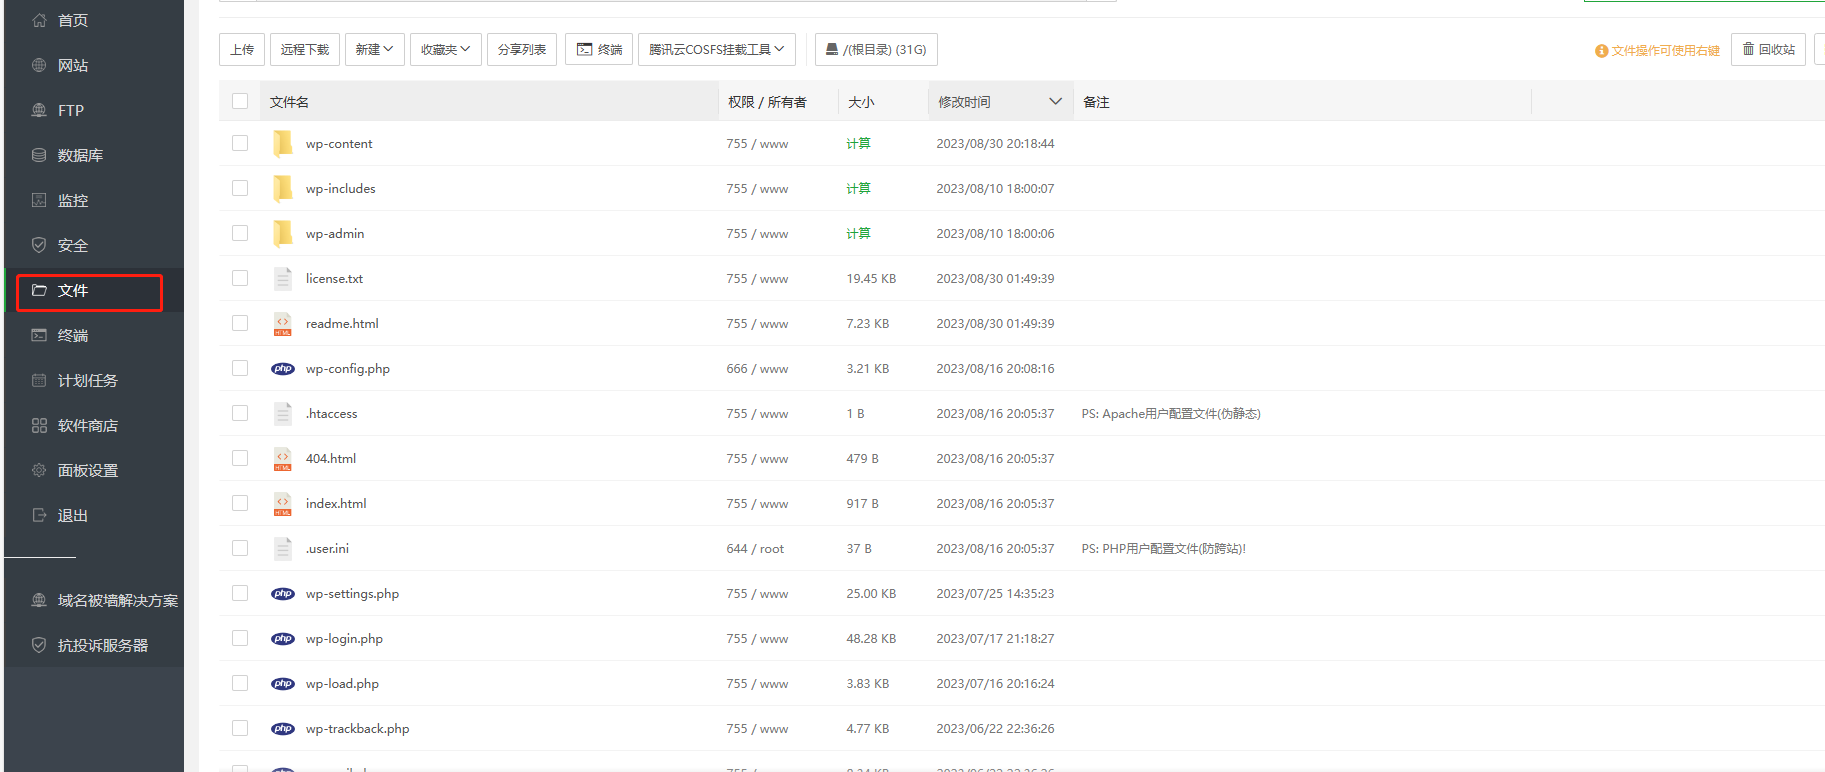 首页
网站
FTP
数据库
监控
安全
文件
终端
计划任务
软件商店
面板设置
退出
域名被墙解决方案
抗投诉服务器
上传 远程下载 新建 收藏夹 分享列表 终端 腾讯云COSFS挂载工具 /(根目录) (31G) 文件操作可使用右键 回收站
文件名 权限 / 所有者 大小 修改时间 备注
wp-content 755 / www 计算 2023/08/30 20:18:44
wp-includes 755 / www 计算 2023/08/10 18:00:07
wp-admin 755 / www 计算 2023/08/10 18:00:06
license.txt 755 / www 19.45 KB 2023/08/30 01:49:39
HTML readme.html 755 / www 7.23 KB 2023/08/30 01:49:39
php wp-config.php 666 / www 3.21 KB 2023/08/16 20:08:16
.htaccess 755 / www 1 B 2023/08/16 20:05:37 PS: Apache用户配置文件(伪静态)
HTML 404.html 755 / www 479 B 2023/08/16 20:05:37
HTML index.html 755 / www 917 B 2023/08/16 20:05:37
.user.ini 644 / root 37 B 2023/08/16 20:05:37 PS: PHP用户配置文件(防跨站)!
php wp-settings.php 755 / www 25.00 KB 2023/07/25 14:35:23
php wp-login.php 755 / www 48.28 KB 2023/07/17 21:18:27
php wp-load.php 755 / www 3.83 KB 2023/07/16 20:16:24
php wp-trackback.php 755 / www 4.77 KB 2023/06/22 22:36:26